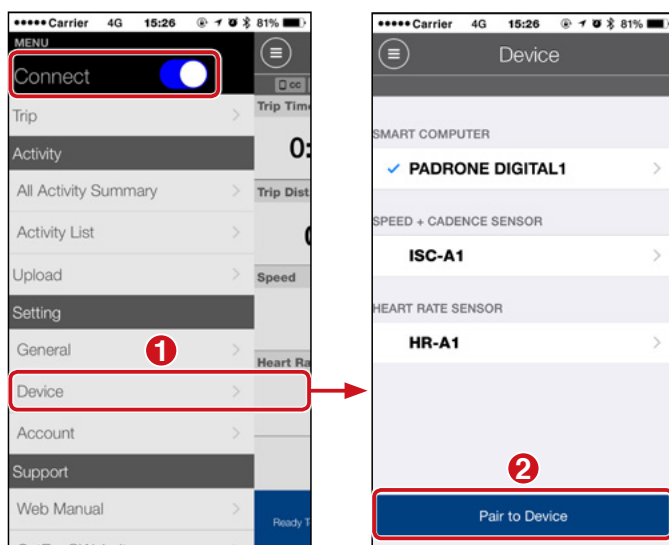 Carrier 4G 15:26 81%
MENU
Connect
Trip
Activity
All Activity Summary
Activity List
Upload
Setting
General
1
Device
Account
Support
Web Manual
CC
Trip Time
0:
Trip Dist
Speed
Heart Ra
Ready T
Carrier 4G 15:26 81%
Device
SMART COMPUTER
PADRONE DIGITAL1
SPEED + CADENCE SENSOR
ISC-A1
HEART RATE SENSOR
HR-A1
2
Pair to Device